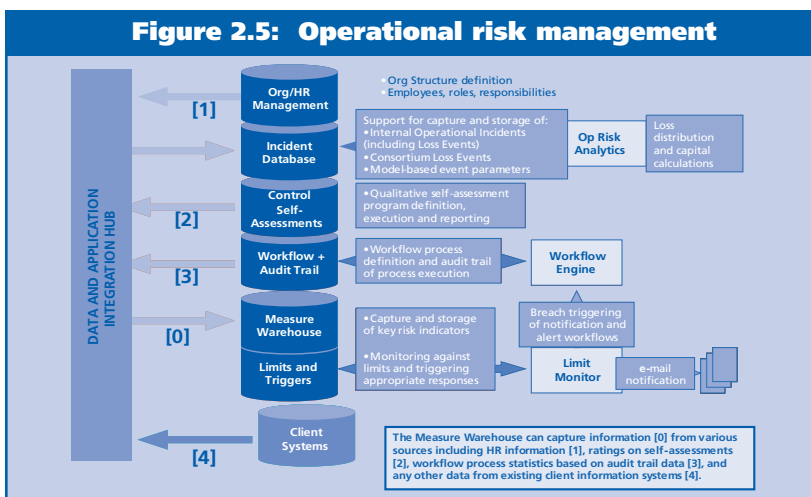 Figure 2.5: Operational risk management
DATA AND APPLICATION
INTEGRATION HUB
[1]
[2]
[3]
[0]
[4]
Org/HR
Management
• Org Structure definition
• Employees, roles, responsibilities
Incident
Database
Support for capture and storage of:
• Internal Operational Incidents
(including Loss Events)
• Consortium Loss Events
• Model-based event parameters
Op Risk
Analytics
Loss
distribution
and capital
calculations
Control
Self-
Assessments
• Qualitative self-assessment
program definition,
execution and reporting
Workflow +
Audit Trail
• Workflow process
definition and audit trail
of process execution
Workflow
Engine
Measure
Warehouse
• Capture and storage
of key risk indicators
Breach triggering
of notification and
alert workflows
Limits and
Triggers
• Monitoring against
limits and triggering
appropriate responses
Limit
Monitor
e-mail
notification
Client
Systems
The Measure Warehouse can capture information [0] from various
sources including HR information [1], ratings on self-assessments
[2], workflow process statistics based on audit trail data [3], and
any other data from existing client information systems [4].